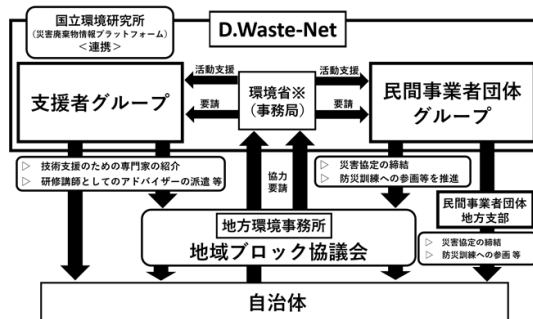 国立環境研究所
(災害廃棄物情報プラットフォーム)
＜連携＞
D.Waste-Net
支援者グループ
活動支援
要請
環境省※
（事務局）
活動支援
要請
民間事業者団体
グループ
▷ 技術支援のための専門家の紹介
▷ 研修講師としてのアドバイザーの派遣 等
協力
要請
▷ 災害協定の締結
▷ 防災訓練への参画等を推進
民間事業者団体
地方支部
地方環境事務所
地域ブロック協議会
▷ 災害協定の締結
▷ 防災訓練への参画 等
自治体